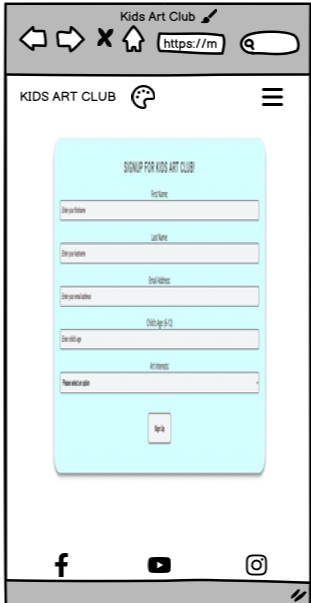 Kids Art Club
https://m
KIDS ART CLUB
SIGNUP FOR KIDS ART CLUB!
First Name:
Enter your firstname
Last Name:
Enter your lastname
Email Address:
Enter your email address
Child's Age (6-12)
Enter child's age
Art Interests:
Please select an option
Sign Up